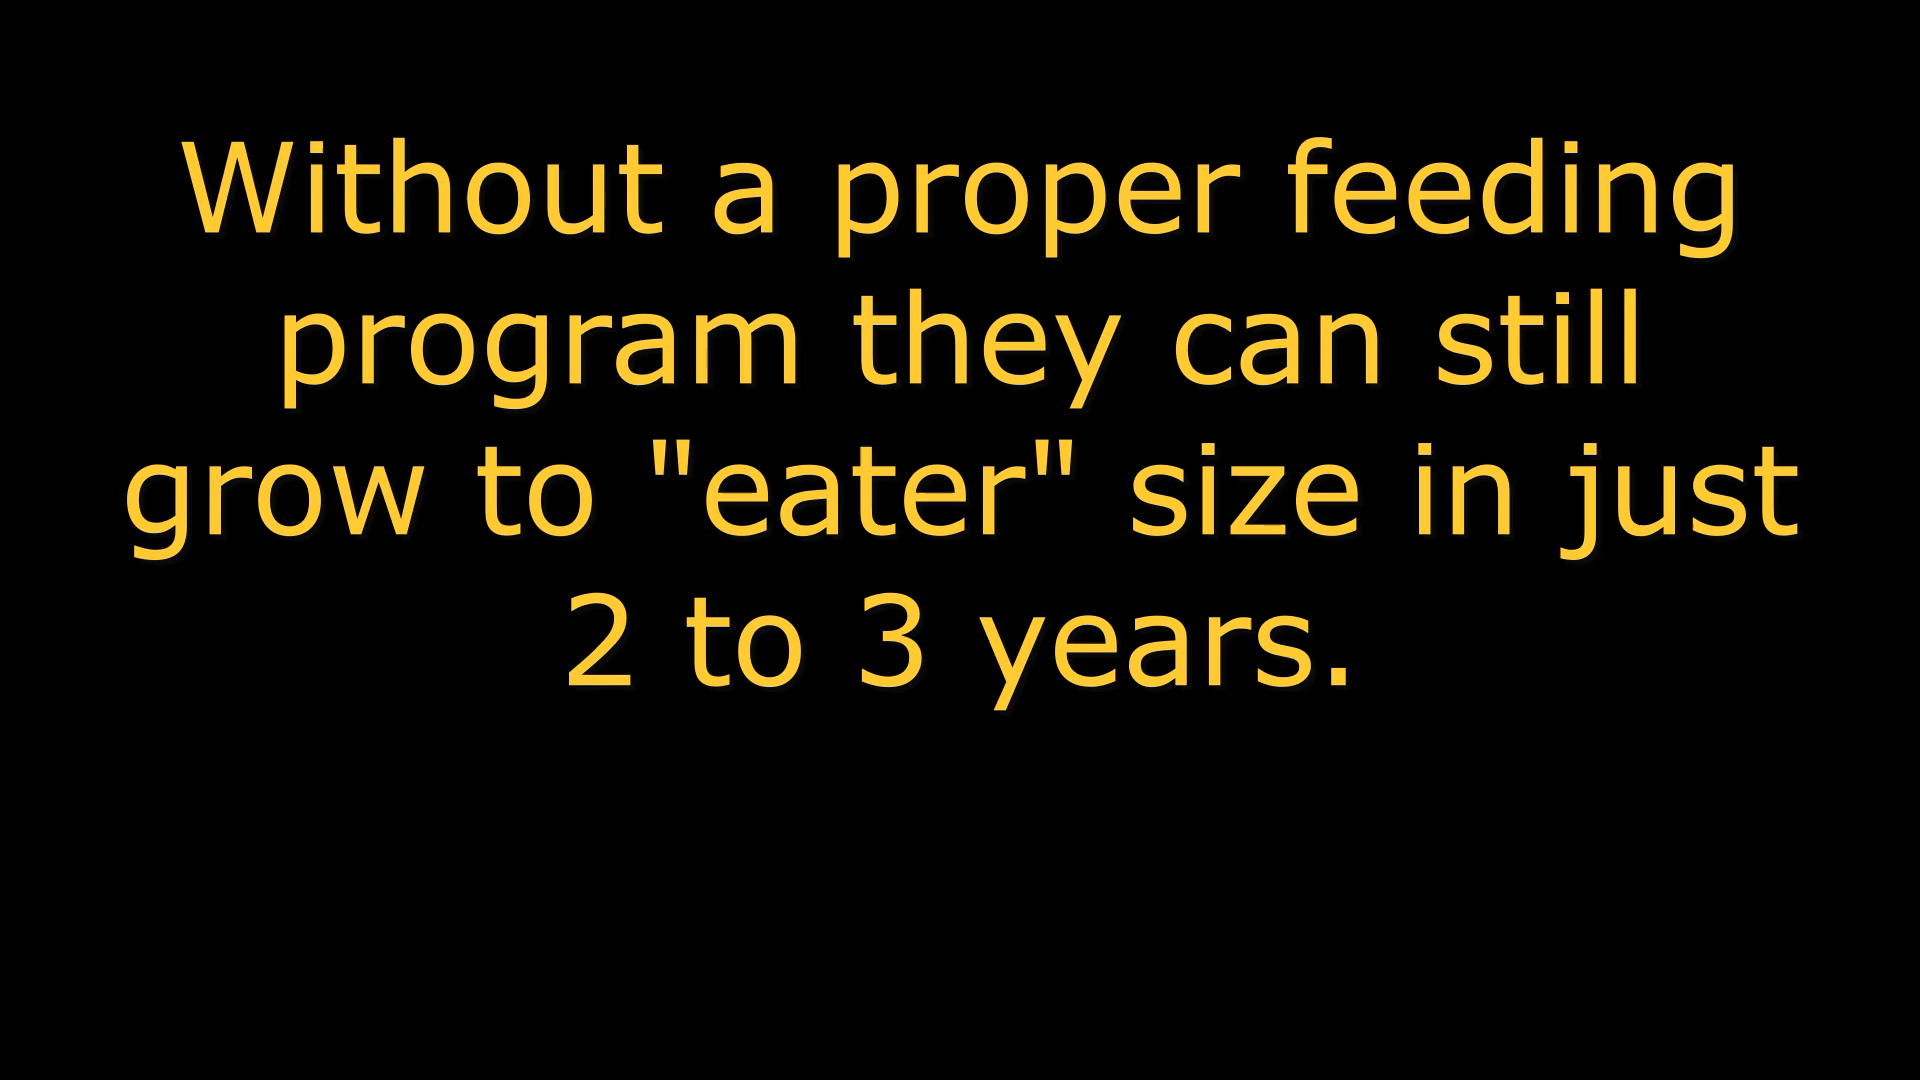 Without a proper feeding
program they can still
grow to "eater" size in just
2 to 3 years.